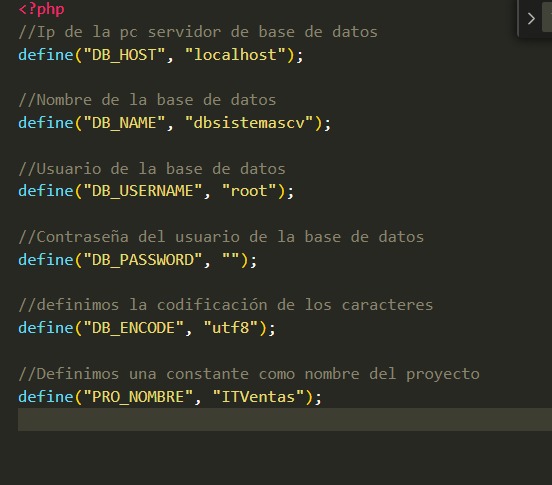 <?php
//Ip de la pc servidor de base de datos
define("DB_HOST", "localhost");
//Nombre de la base de datos
define("DB_NAME", "dbsistemascv");
//Usuario de la base de datos
define("DB_USERNAME", "root");
//Contraseña del usuario de la base de datos
define("DB_PASSWORD", "");
//definimos la codificación de los caracteres
define("DB_ENCODE", "utf8");
//Definimos una constante como nombre del proyecto
define("PRO_NOMBRE", "ITVentas");